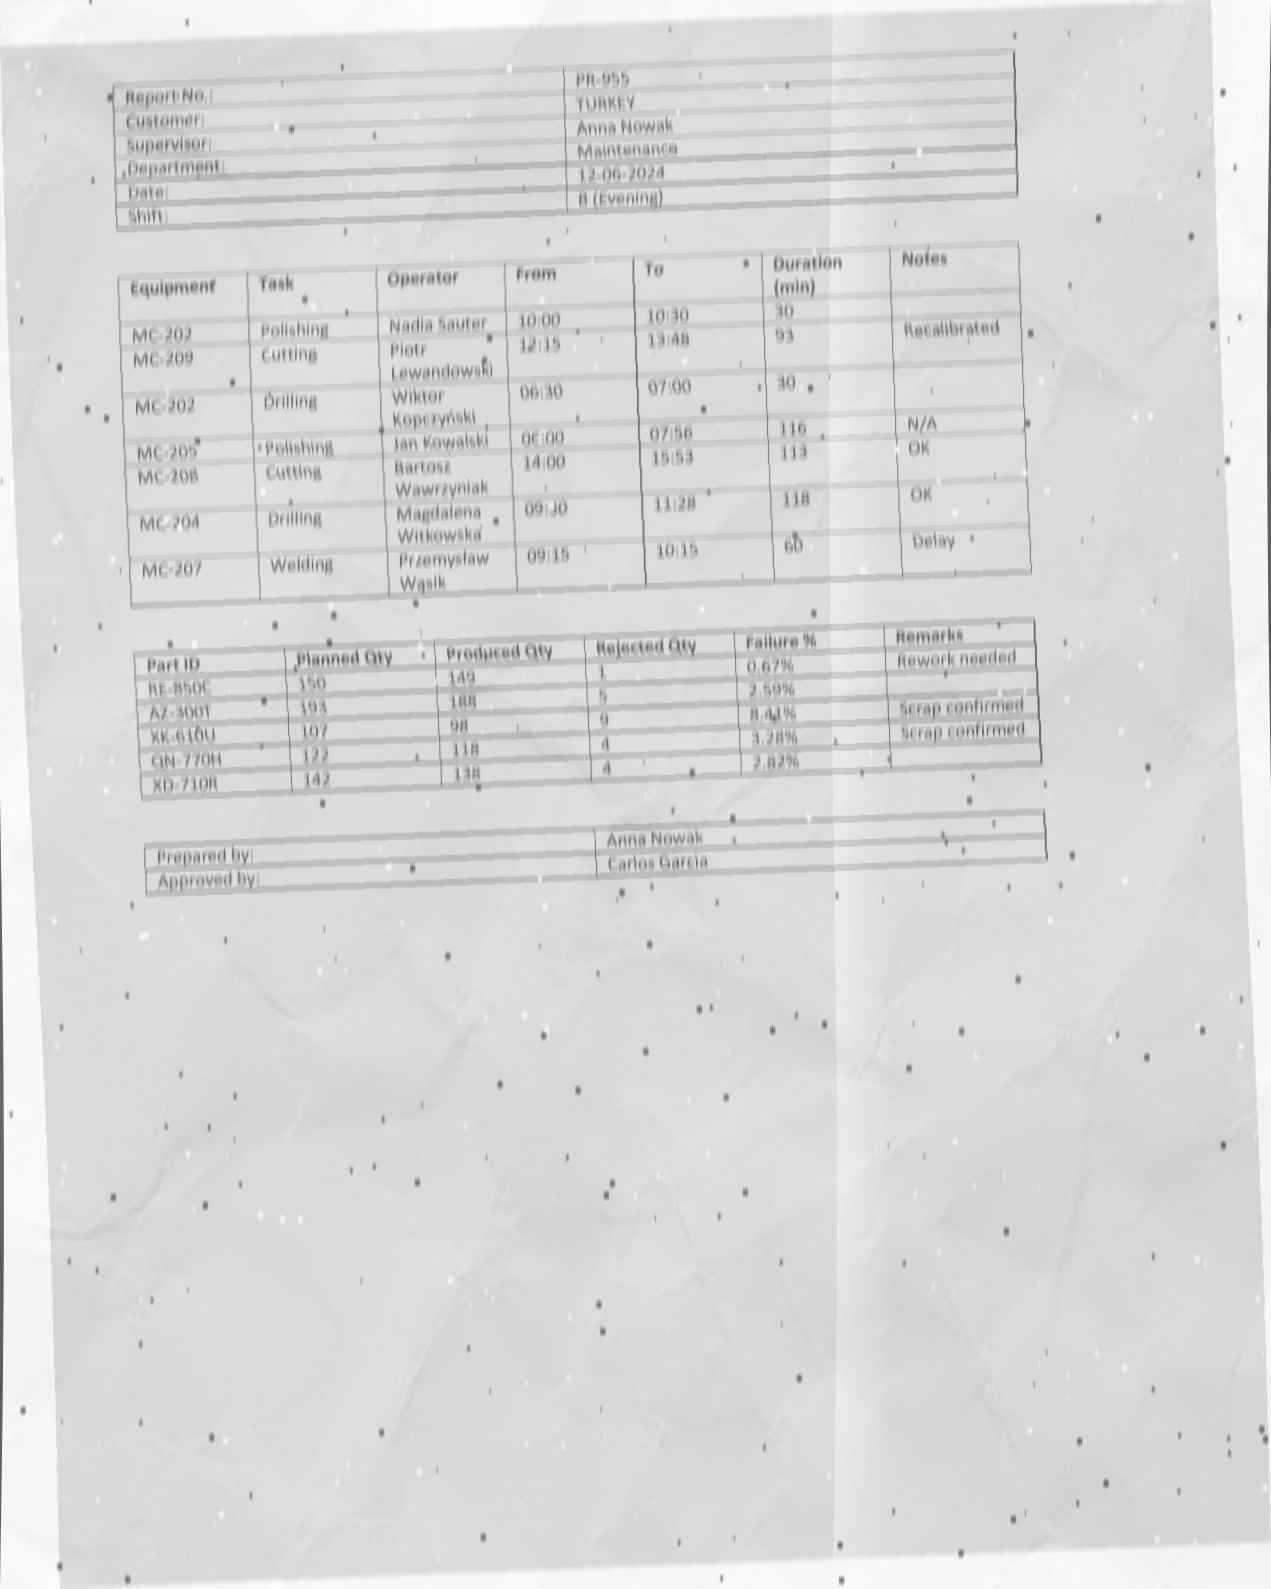 Report No.: PR-955
Customer: TURKEY
Supervisor: Anna Nowak
Department: Maintenance
Date: 12-06-2024
Shift: B (Evening)
Equipment Task Operator From To Duration (min) Notes
MC-202 Polishing Nadia Sauter 10:00 10:30 30
MC-209 Cutting Piotr Lewandowski 12:15 13:48 93 Recalibrated
MC-202 Drilling Wiktor Kopczyński 06:30 07:00 30
MC-205 Polishing Jan Kowalski 06:00 07:56 116 N/A
MC-208 Cutting Bartosz Wawrzyniak 14:00 15:53 113 OK
MC-204 Drilling Magdalena Witkowska 09:30 11:28 118 OK
MC-207 Welding Przemysław Wąsik 09:15 10:15 60 Delay
Part ID Planned Qty Produced Qty Rejected Qty Failure % Remarks
RE-850C 150 149 1 0.67% Rework needed
AZ-300T 193 188 5 2.59%
XK-610U 107 98 9 8.41% Scrap confirmed
QN-770H 122 118 4 3.28% Scrap confirmed
XD-710R 142 138 4 2.82%
Prepared by: Anna Nowak
Approved by: Carlos Garcia